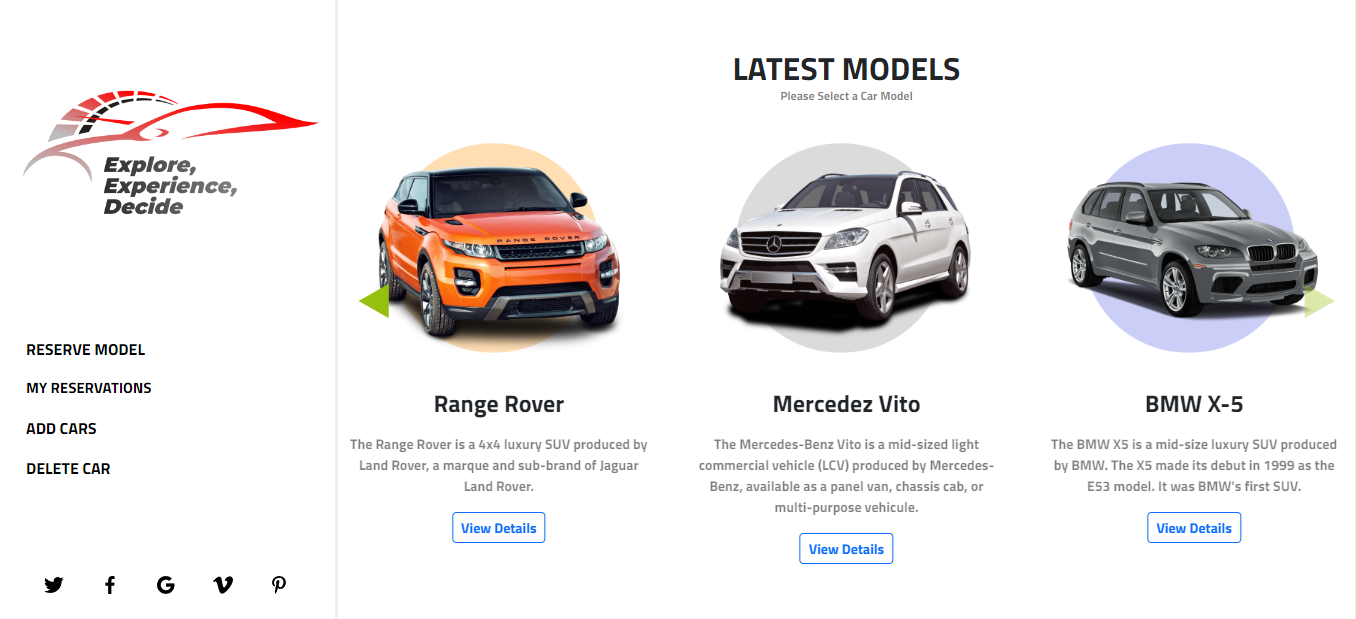 Explore,
Experience,
Decide
RESERVE MODEL
MY RESERVATIONS
ADD CARS
DELETE CAR
LATEST MODELS
Please Select a Car Model
RANGE ROVER
Range Rover
The Range Rover is a 4x4 luxury SUV produced by
Land Rover, a marque and sub-brand of Jaguar
Land Rover.
View Details
Mercedez Vito
The Mercedes-Benz Vito is a mid-sized light
commercial vehicle (LCV) produced by Mercedes-
Benz, available as a panel van, chassis cab, or
multi-purpose vehicule.
View Details
BMW X-5
The BMW X5 is a mid-size luxury SUV produced
by BMW. The X5 made its debut in 1999 as the
E53 model. It was BMW's first SUV.
View Details